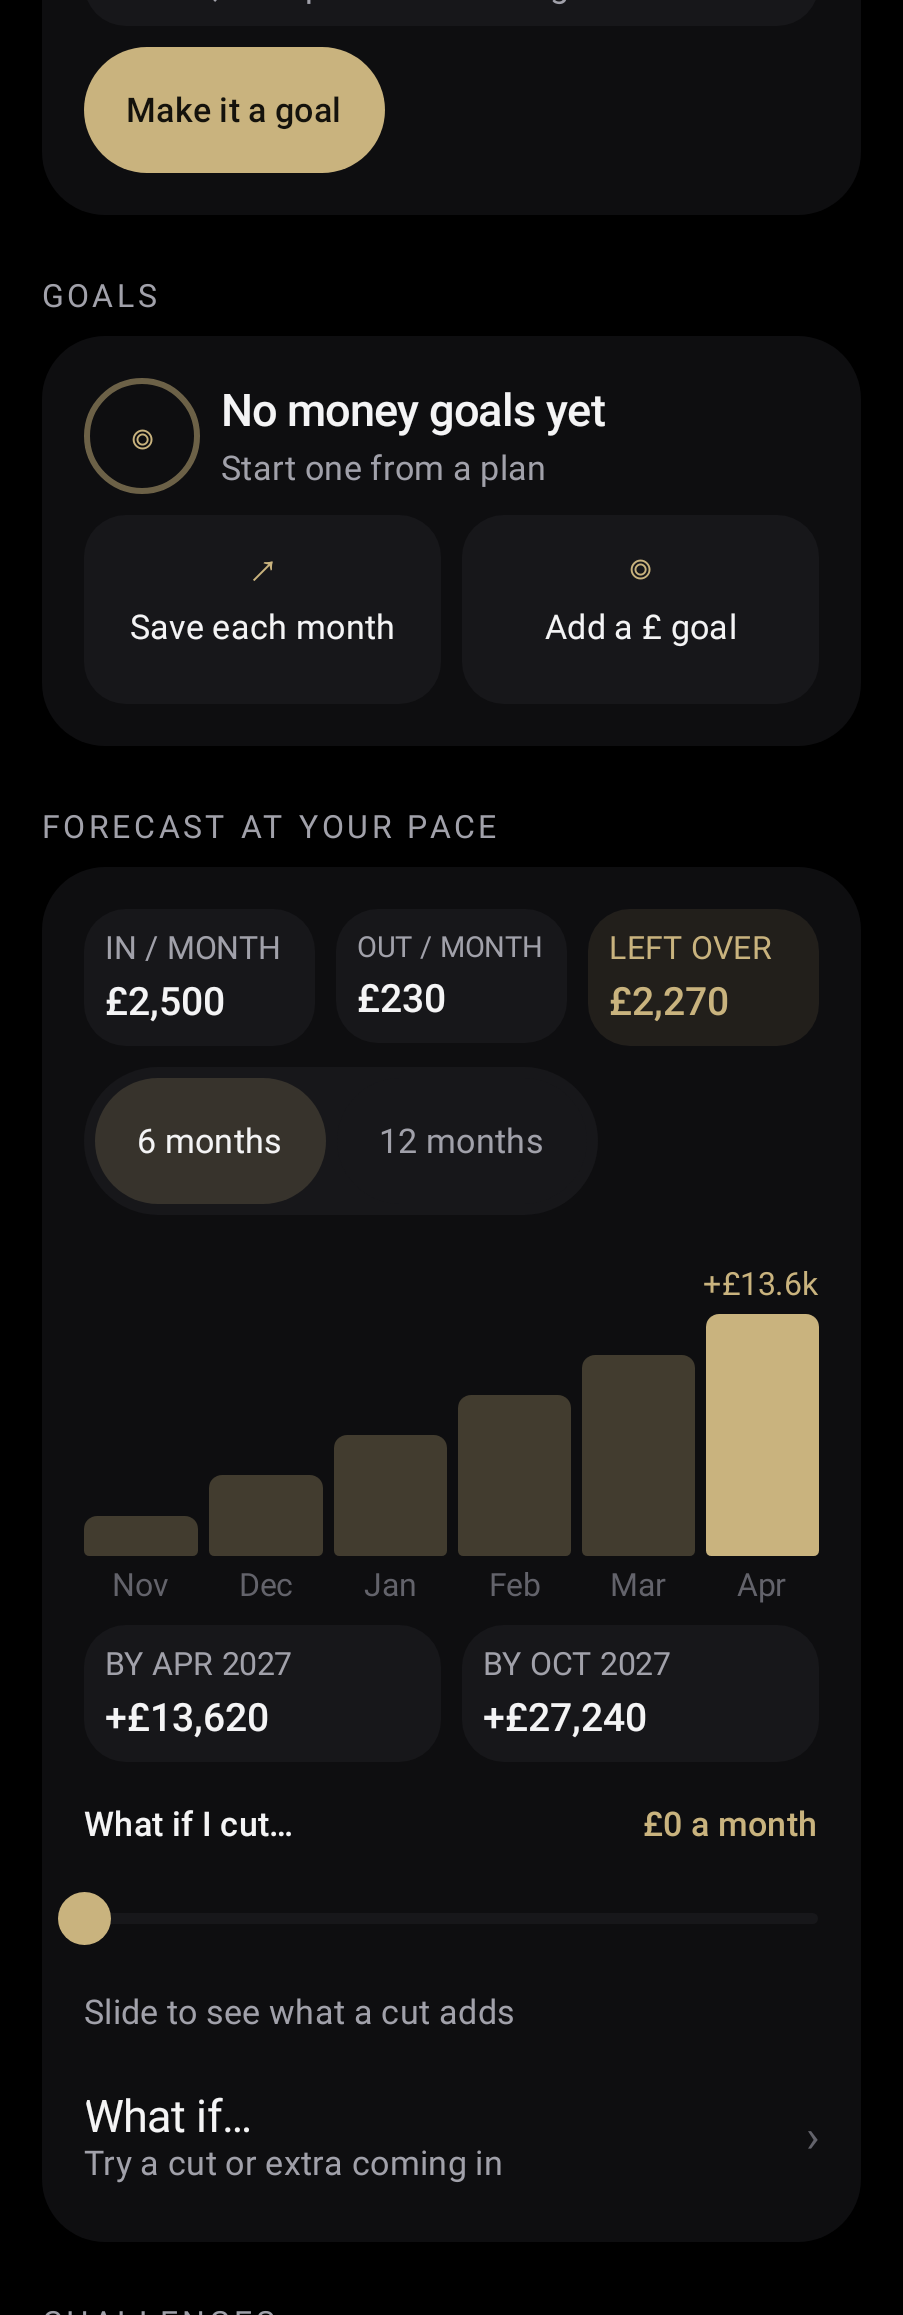 Make it a goal
GOALS
No money goals yet
Start one from a plan
Save each month
Add a £ goal
FORECAST AT YOUR PACE
IN / MONTH
£2,500
OUT / MONTH
£230
LEFT OVER
£2,270
6 months
12 months
+£13.6k
Nov
Dec
Jan
Feb
Mar
Apr
BY APR 2027
+£13,620
BY OCT 2027
+£27,240
What if I cut…
£0 a month
Slide to see what a cut adds
What if…
Try a cut or extra coming in
CHALLENGES